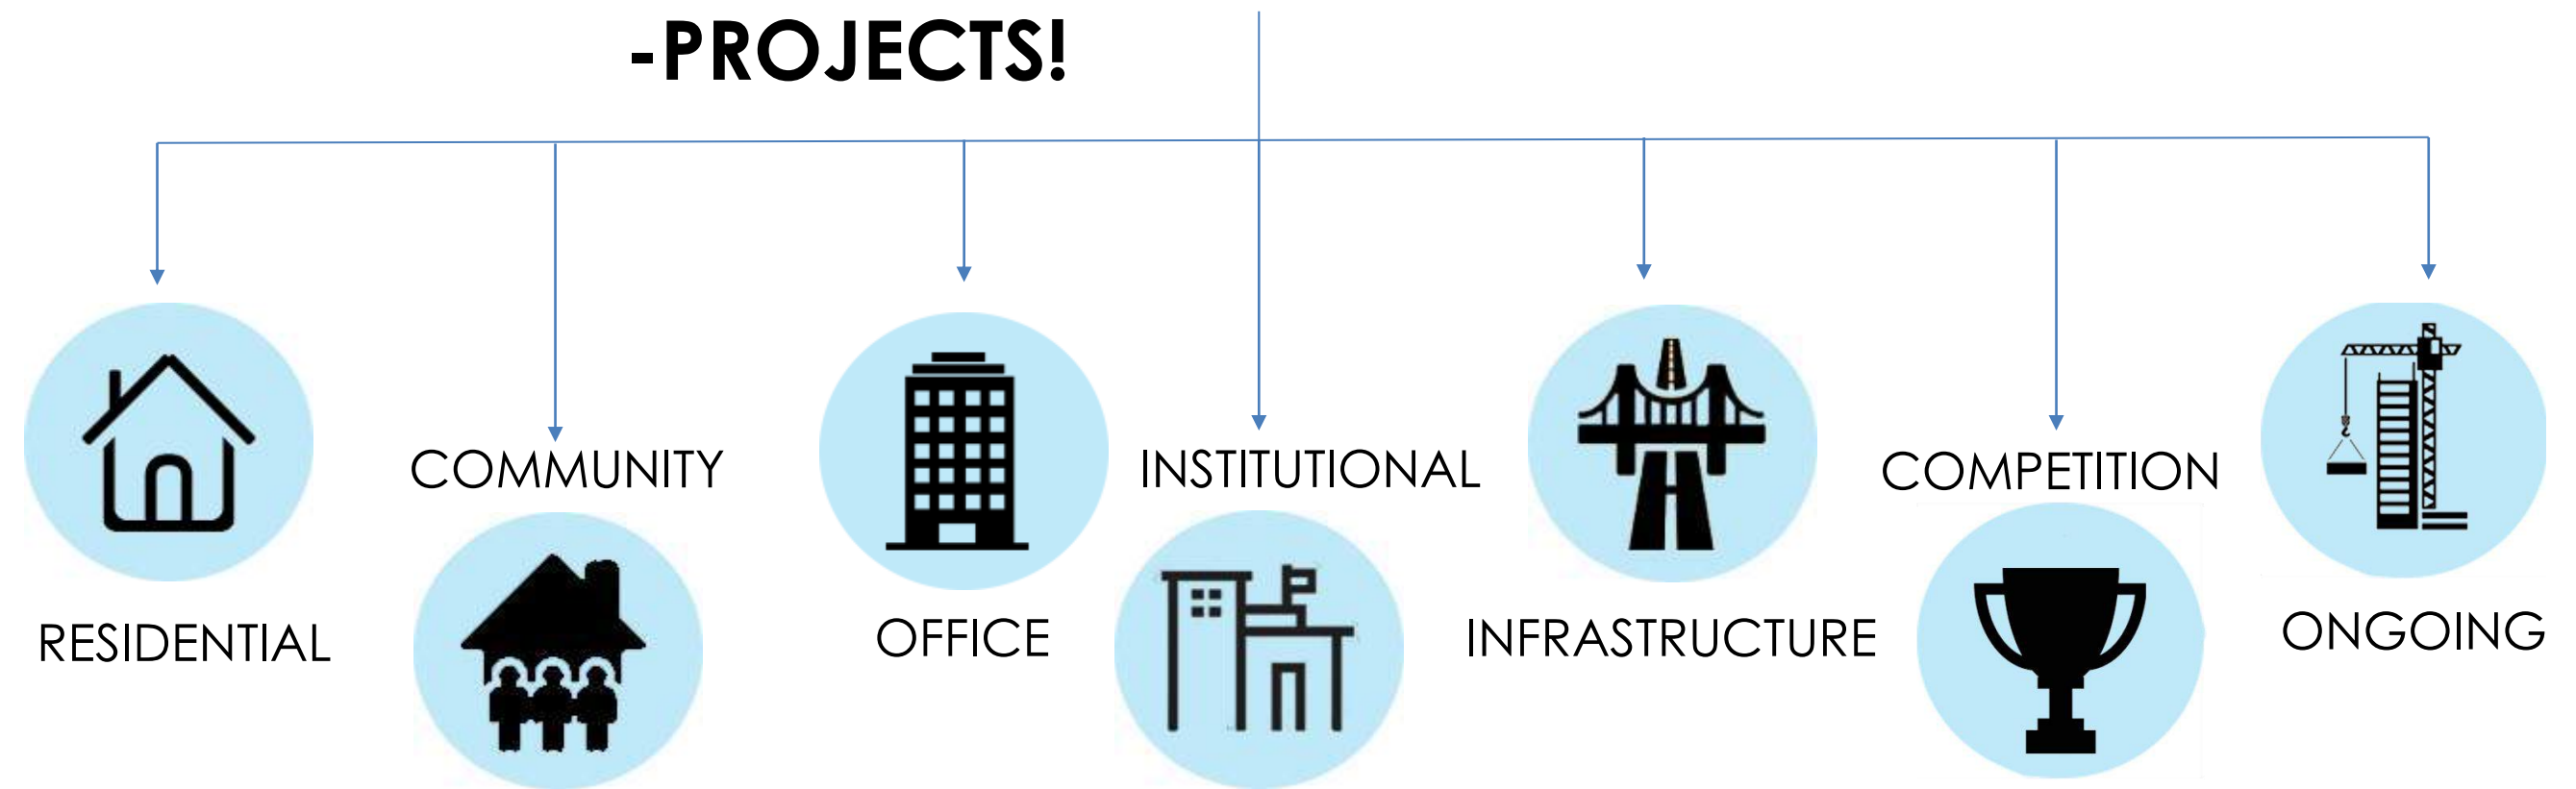 -PROJECTS!
COMMUNITY
INSTITUTIONAL
COMPETITION
RESIDENTIAL
OFFICE
INFRASTRUCTURE
ONGOING